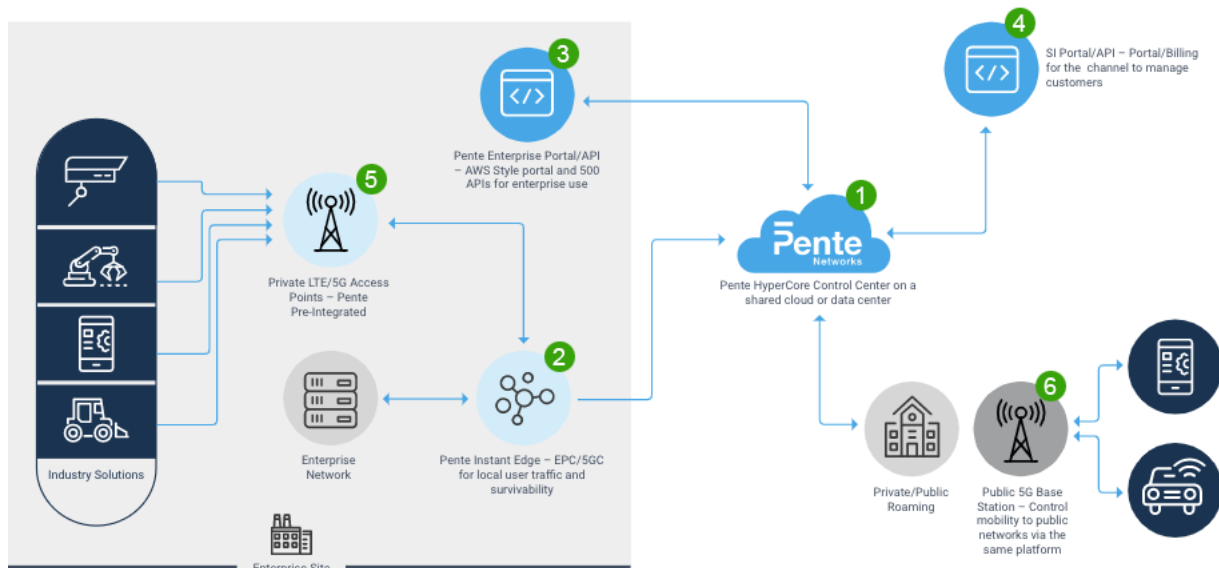 4
SI Portal/API – Portal/Billing
for the channel to manage
customers
3
Pente Enterprise Portal/API
– AWS Style portal and 500
APIs for enterprise use
5
Private LTE/5G Access
Points – Pente
Pre-Integrated
1
Pente
Networks
Pente HyperCore Control Center on a
shared cloud or data center
2
Enterprise
Network
Pente Instant Edge – EPC/5GC
for local user traffic and
survivability
Industry Solutions
6
Private/Public
Roaming
Public 5G Base
Station – Control
mobility to public
networks via the
same platform
Enterprise Site